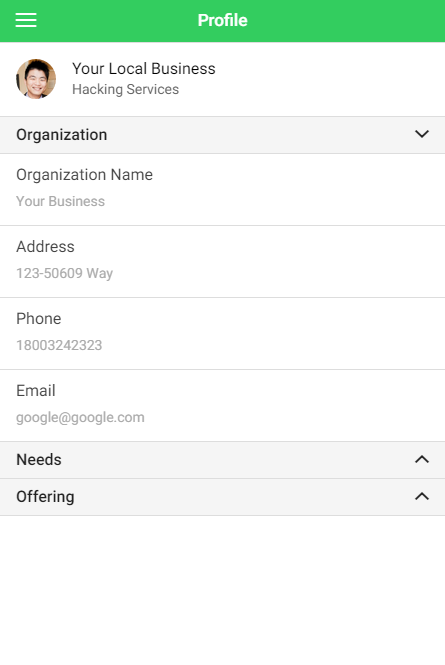 Profile
Your Local Business
Hacking Services
Organization
Organization Name
Your Business
Address
123-50609 Way
Phone
18003242323
Email
google@google.com
Needs
Offering